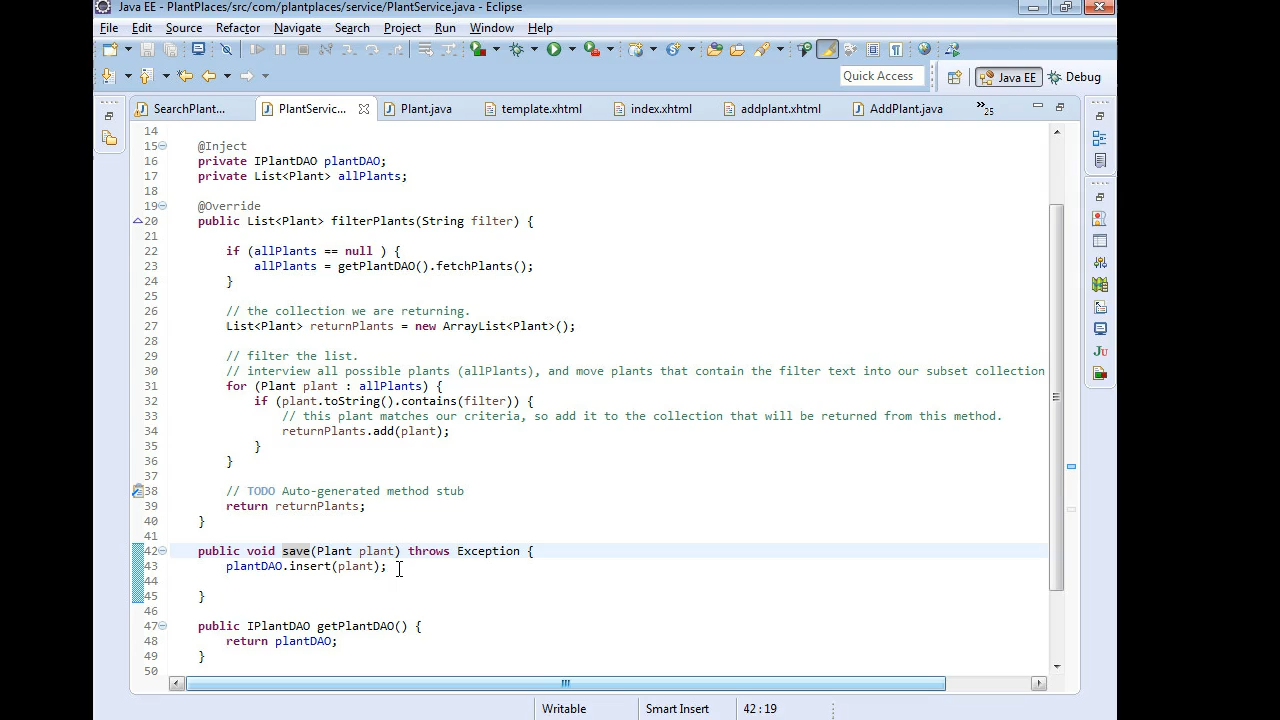 Java EE - PlantPlaces/src/com/plantplaces/service/PlantService.java - Eclipse
File Edit Source Refactor Navigate Search Project Run Window Help
Quick Access Java EE Debug
SearchPlant... PlantServic... Plant.java template.xhtml index.xhtml addplant.xhtml AddPlant.java »25
14
15 @Inject
16 private IPlantDAO plantDAO;
17 private List<Plant> allPlants;
18
19 @Override
20 public List<Plant> filterPlants(String filter) {
21
22 if (allPlants == null ) {
23 allPlants = getPlantDAO().fetchPlants();
24 }
25
26 // the collection we are returning.
27 List<Plant> returnPlants = new ArrayList<Plant>();
28
29 // filter the list.
30 // interview all possible plants (allPlants), and move plants that contain the filter text into our subset collection
31 for (Plant plant : allPlants) {
32 if (plant.toString().contains(filter)) {
33 // this plant matches our criteria, so add it to the collection that will be returned from this method.
34 returnPlants.add(plant);
35 }
36 }
37
38 // TODO Auto-generated method stub
39 return returnPlants;
40 }
41
42 public void save(Plant plant) throws Exception {
43 plantDAO.insert(plant);
44
45 }
46
47 public IPlantDAO getPlantDAO() {
48 return plantDAO;
49 }
50
Writable Smart Insert 42 : 19